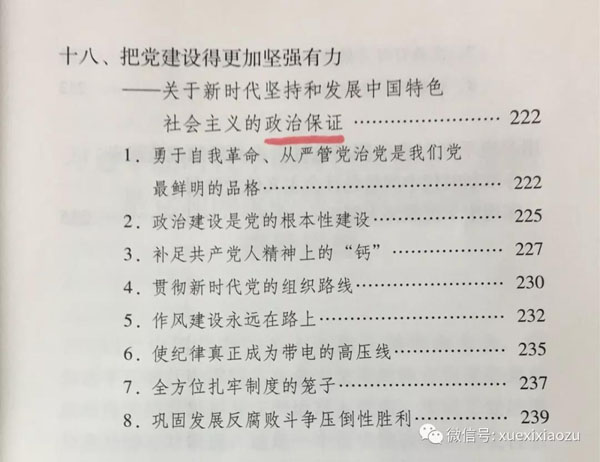 十八、把党建设得更加坚强有力
——关于新时代坚持和发展中国特色
社会主义的政治保证 ………………… 222
1．勇于自我革命、从严管党治党是我们党
最鲜明的品格………………………… 222
2．政治建设是党的根本性建设………… 225
3．补足共产党人精神上的“钙”………… 227
4．贯彻新时代党的组织路线…………… 230
5．作风建设永远在路上………………… 232
6．使纪律真正成为带电的高压线……… 235
7．全方位扎牢制度的笼子……………… 237
8．巩固发展反腐败斗争压倒性胜利…… 239
微信号: xuexixiaozu